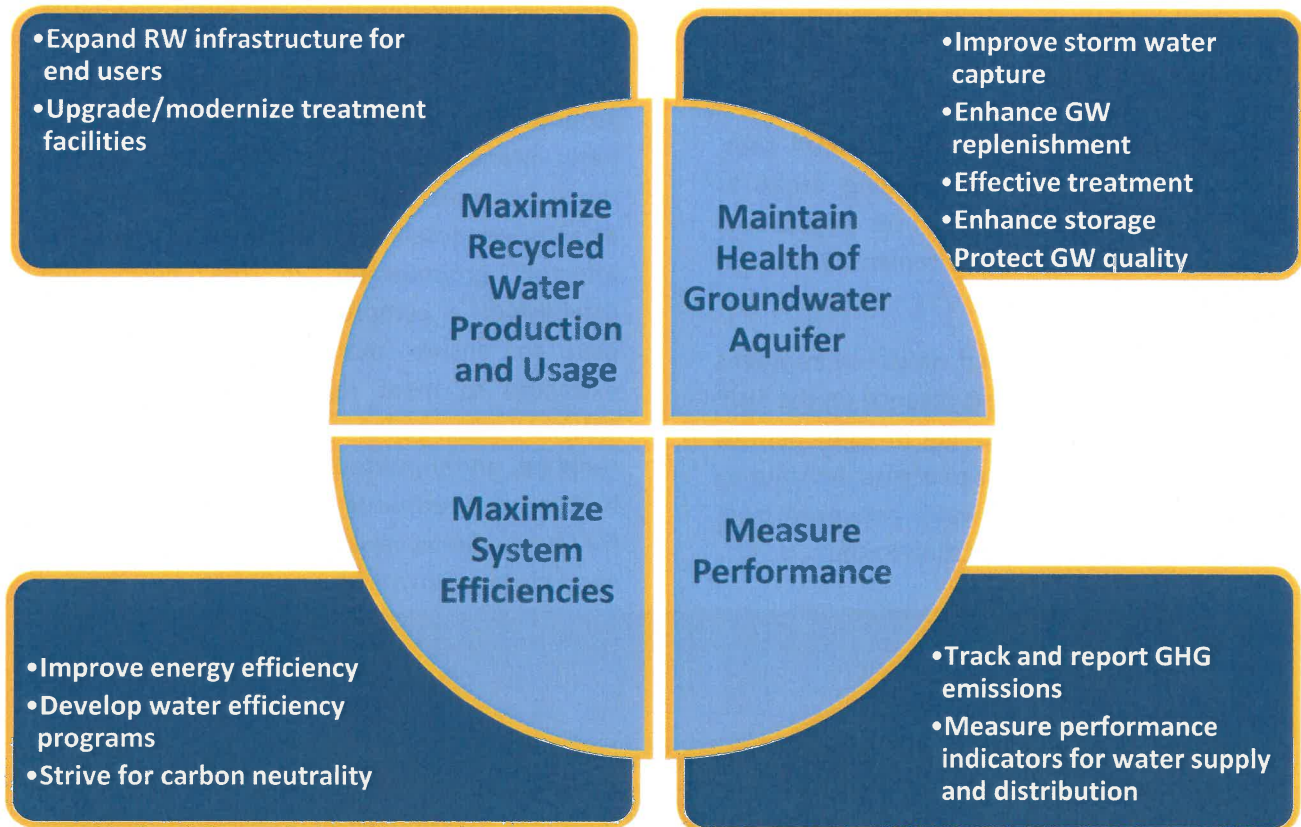 •Expand RW infrastructure for
end users
•Upgrade/modernize treatment
facilities
•Improve storm water
capture
•Enhance GW
replenishment
•Effective treatment
•Enhance storage
•Protect GW quality
Maximize
Recycled
Water
Production
and Usage
Maintain
Health of
Groundwater
Aquifer
Maximize
System
Efficiencies
Measure
Performance
•Improve energy efficiency
•Develop water efficiency
programs
•Strive for carbon neutrality
•Track and report GHG
emissions
•Measure performance
indicators for water supply
and distribution